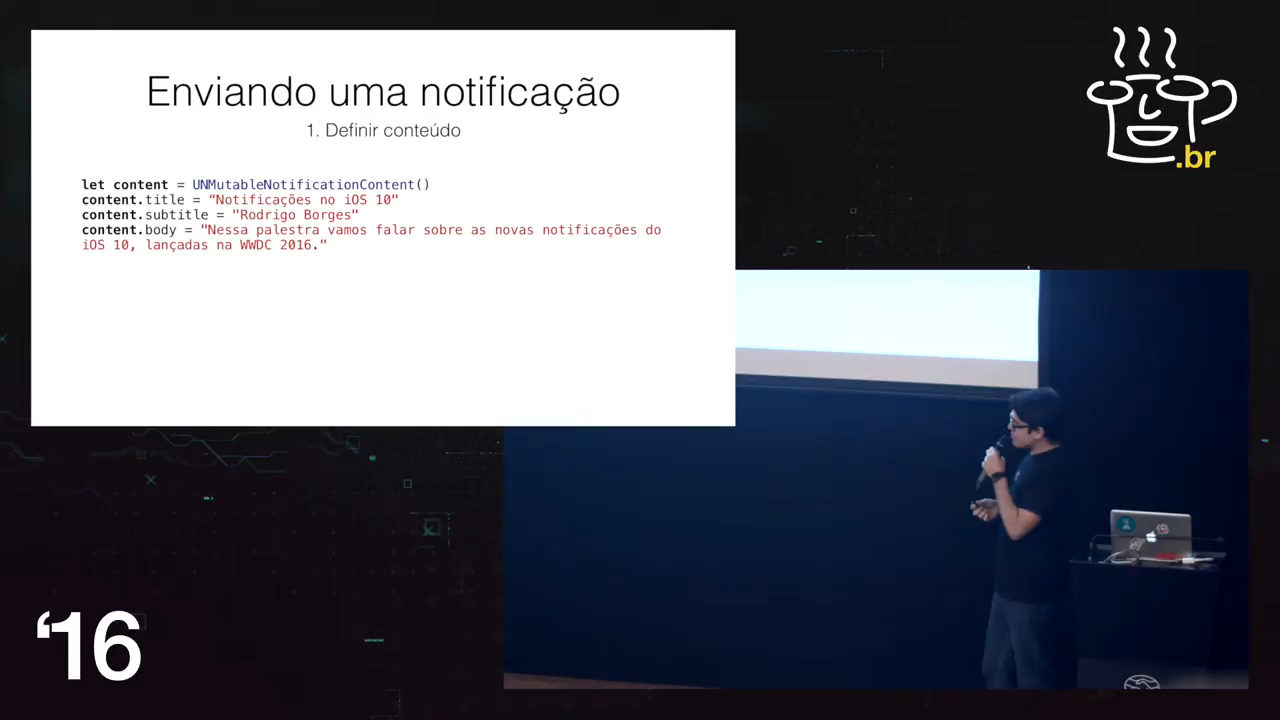 Enviando uma notificação
1. Definir conteúdo
let content = UNMutableNotificationContent()
content.title = “Notificações no iOS 10"
content.subtitle = "Rodrigo Borges"
content.body = "Nessa palestra vamos falar sobre as novas notificações do
iOS 10, lançadas na WWDC 2016."
.br
‘16